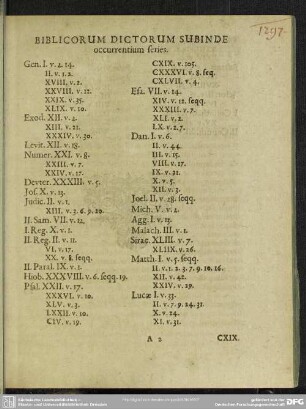 1297.
BIBLICORUM DICTORUM SUBINDE
occurrentium series.
Gen. I. v. 2. 14.
II. v. 1. 2.
XVIII. v. 1.
XXVIII. v. 12.
XXIX. v. 35.
XLIX. v. 10.
Exod. XII. v. 4.
XIII. v. 21.
XXXIV. v. 30.
Levit. XII. v. 18.
Numer. XXI. v. 8.
XXIII. v. 7.
XXIV. v. 17.
Devter. XXXIII. v. 5.
Jos. X. v. 13.
Judic. II. v. 1.
XIII. v. 3. 6. 9. 20.
II. Sam. VII. v. 12.
I. Reg. X. v. 1.
II. Reg. II. v. 11.
VI. v. 17.
XX. v. 8. seqq.
II. Paral. IX. v. 1.
Hiob. XXXVIII. v. 6. seqq. 19.
Psal. XXII. v. 17.
XXXVI. v. 10.
XLV. v. 3.
LXXII. v. 10.
CIV. v. 19.
CXIX. v. 105.
CXXXVI. v. 8. seq.
CXLVII. v. 4.
Esa. VII. v. 14.
XIV. v. 12. seqq.
XXXIII. v. 7.
XLI. v. 2.
LX. v. 2. 7.
Dan. I. v. 6.
II. v. 44.
III. v. 15.
VIII. v. 17.
IX. v. 21.
X. v. 5.
XII. v. 3.
Joel. II. v. 28. seqq.
Mich. V. v. 2.
Agg. I. v. 13.
Malach. III. v. 1.
Sirac. XLIII. v. 7.
XLIIX. v. 26.
Matth. I. v. 5. seqq.
II. v. 1. 2. 3. 7. 9. 10. 16.
XII. v. 42.
XXIV. v. 29.
Lucæ I. v. 33.
II. v. 7. 9. 24. 31.
X. v. 24.
XI. v. 31.
A 2
CXIX.